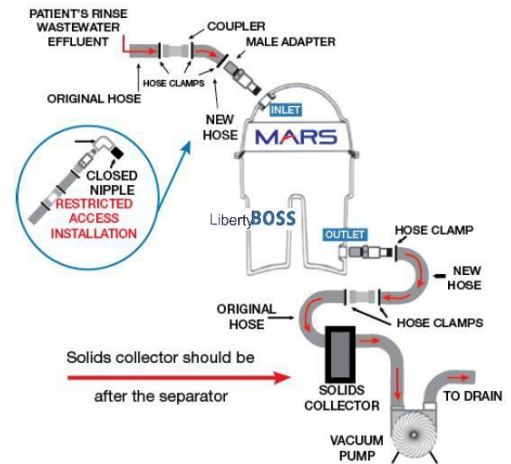 PATIENT'S RINSE
WASTEWATER
EFFLUENT
COUPLER
MALE ADAPTER
HOSE CLAMPS
ORIGINAL HOSE
NEW
HOSE
INLET
MARS
CLOSED
NIPPLE
RESTRICTED
ACCESS
INSTALLATION
LibertyBOSS
OUTLET
HOSE CLAMP
NEW
HOSE
ORIGINAL
HOSE
HOSE CLAMPS
Solids collector should be
after the separator
SOLIDS
COLLECTOR
TO DRAIN
VACUUM
PUMP